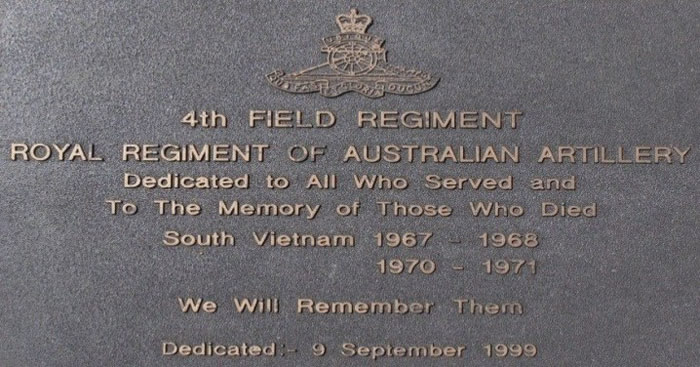 4th FIELD REGIMENT
ROYAL REGIMENT OF AUSTRALIAN ARTILLERY
Dedicated to All Who Served and
To The Memory of Those Who Died
South Vietnam 1967 - 1968
1970 - 1971
We Will Remember Them
Dedicated:- 9 September 1999